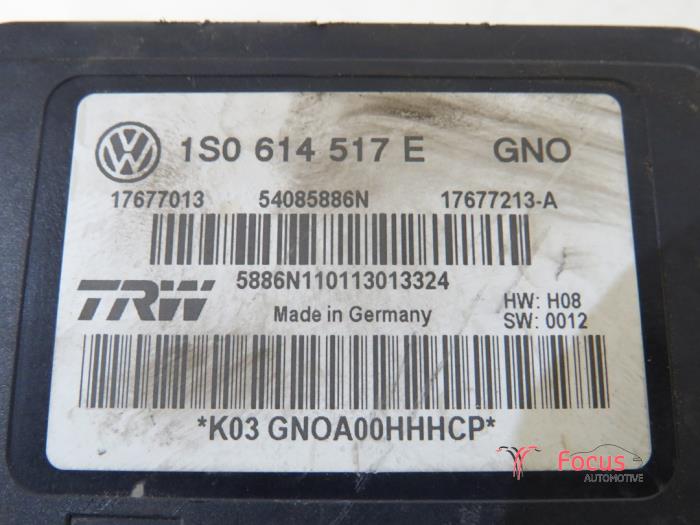 VW 1S0 614 517 E GNO
17677013 54085886N 17677213-A
5886N110113013324
TRW Made in Germany HW: H08
SW: 0012
*K03 GNOA00HHHCP*
Focus
AUTOMOTIVE